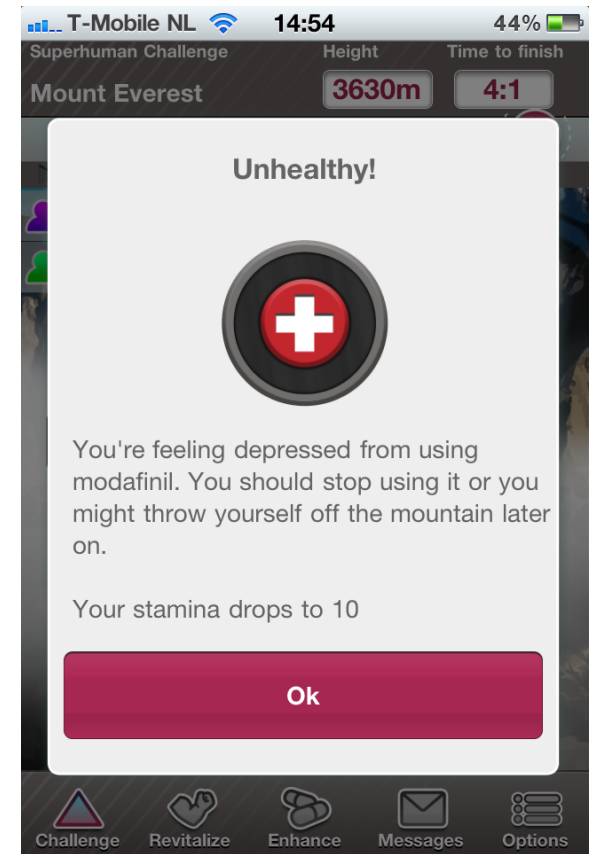 T-Mobile NL 14:54 44%
Superhuman Challenge Height Time to finish
Mount Everest 3630m 4:1
Unhealthy!
You're feeling depressed from using
modafinil. You should stop using it or you
might throw yourself off the mountain later
on.
Your stamina drops to 10
Ok
Challenge Revitalize Enhance Messages Options